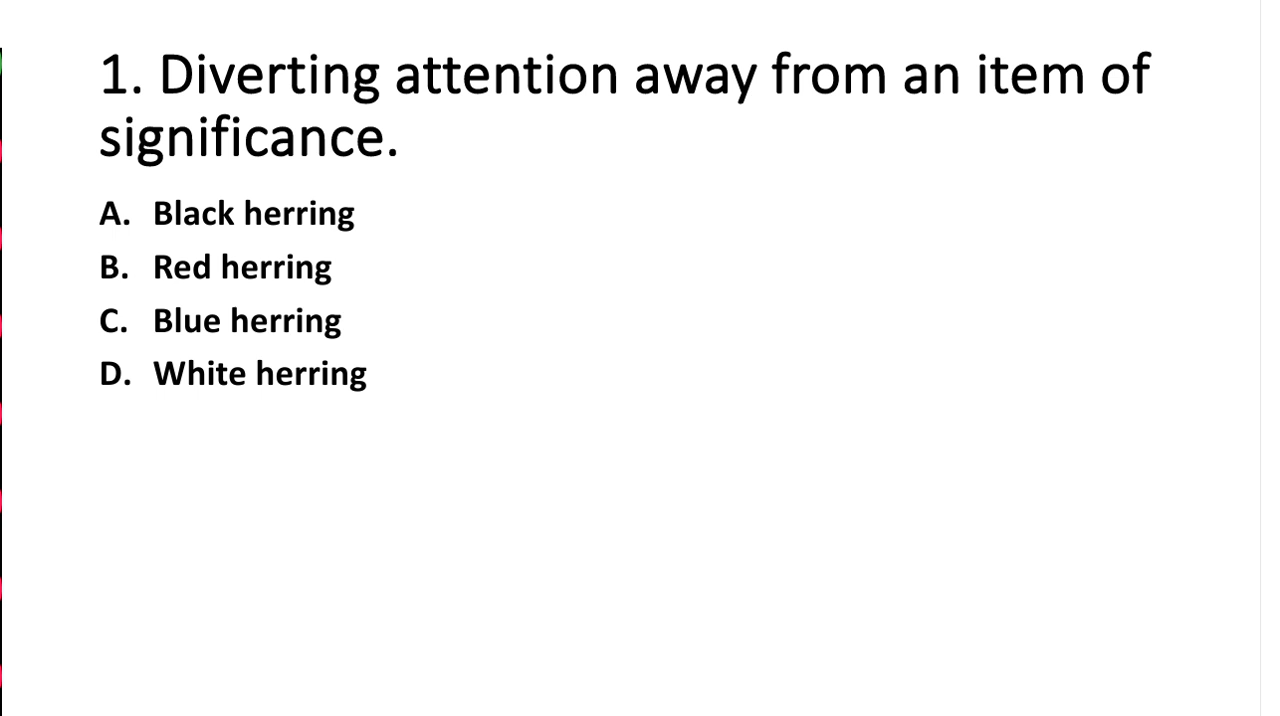 1. Diverting attention away from an item of
significance.
A. Black herring
B. Red herring
C. Blue herring
D. White herring